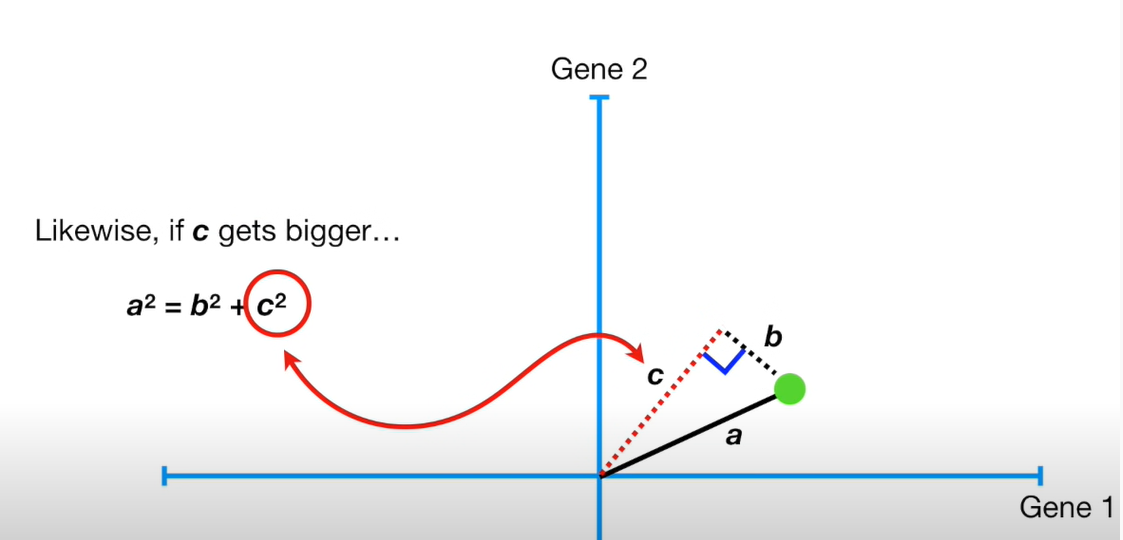 Gene 2
Likewise, if c gets bigger…
a² = b² + c²
b
c
a
Gene 1